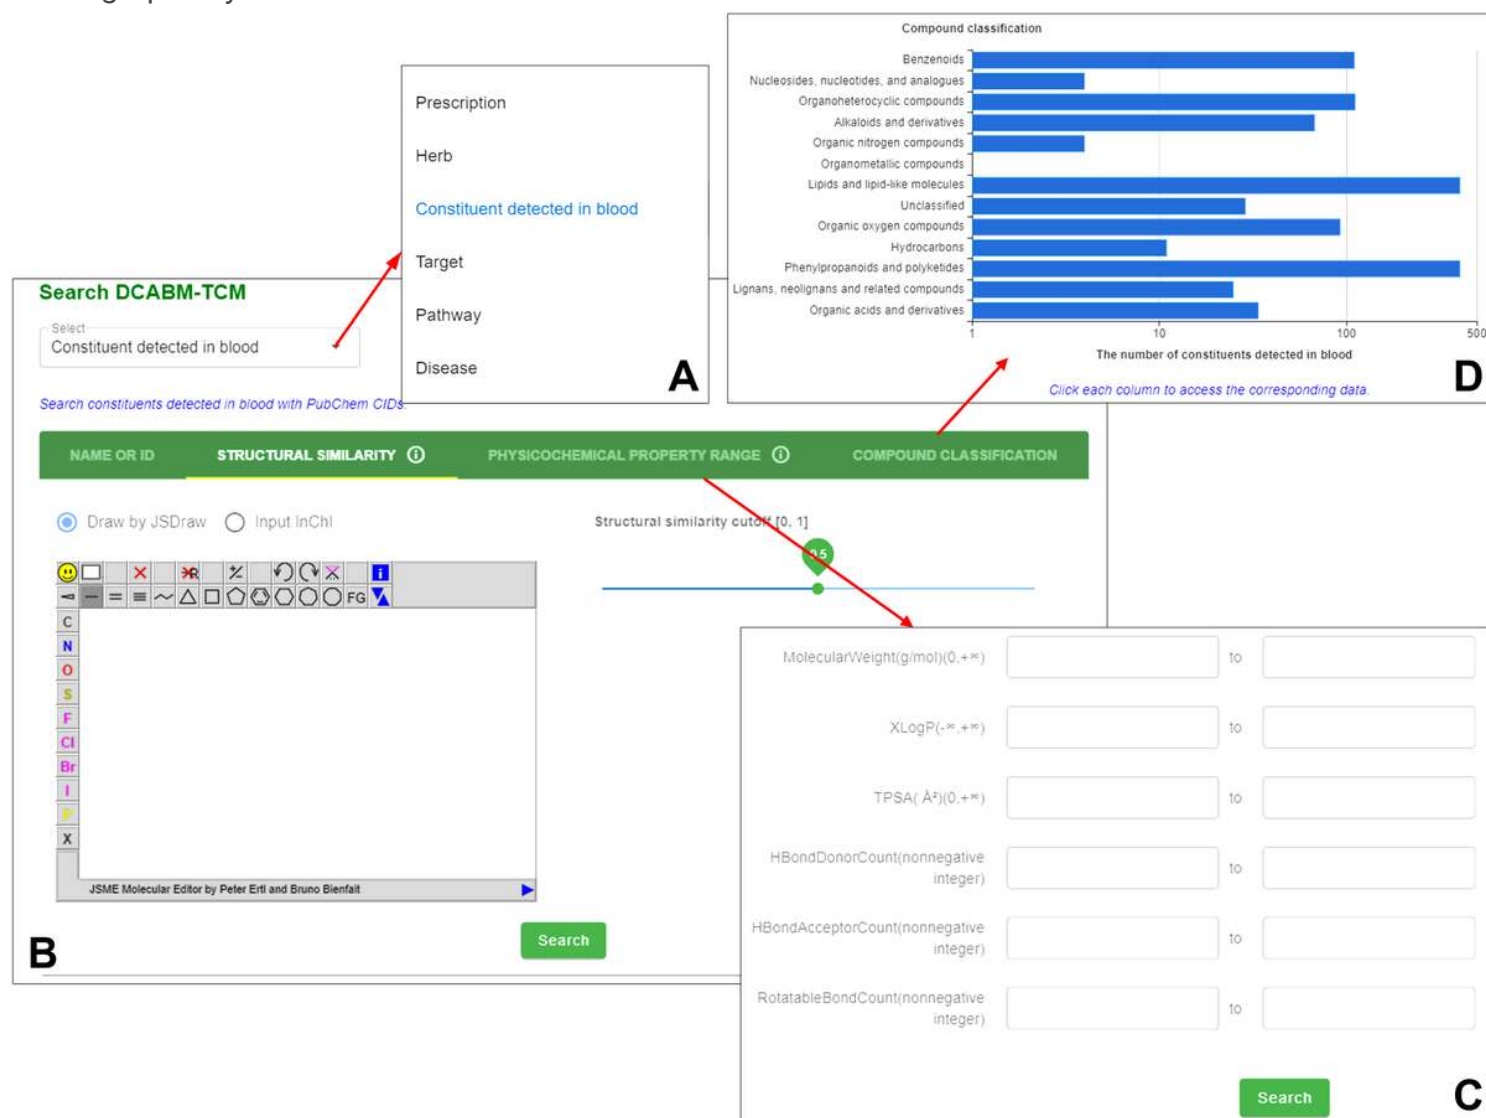 Compound classification
Benzenoids
Nucleosides, nucleotides, and analogues
Organoheterocyclic compounds
Alkaloids and derivatives
Organic nitrogen compounds
Organometallic compounds
Lipids and lipid-like molecules
Unclassified
Organic oxygen compounds
Hydrocarbons
Phenylpropanoids and polyketides
Lignans, neolignans and related compounds
Organic acids and derivatives
1 10 100 500
The number of constituents detected in blood
Click each column to access the corresponding data.
D
Prescription
Herb
Constituent detected in blood
Target
Pathway
Disease
A
Search DCABM-TCM
Select
Constituent detected in blood
Search constituents detected in blood with PubChem CIDs.
NAME OR ID STRUCTURAL SIMILARITY PHYSICOCHEMICAL PROPERTY RANGE COMPOUND CLASSIFICATION
Draw by JSDraw Input InChI
Structural similarity cutoff [0, 1]
0.5
FG
C
N
O
S
F
Cl
Br
I
P
X
JSME Molecular Editor by Peter Ertl and Bruno Bienfait
Search
B
MolecularWeight(g/mol)(0,+∞) to
XLogP(-∞,+∞) to
TPSA( Å²)(0,+∞) to
HBondDonorCount(nonnegative
integer) to
HBondAcceptorCount(nonnegative
integer) to
RotatableBondCount(nonnegative
integer) to
Search
C